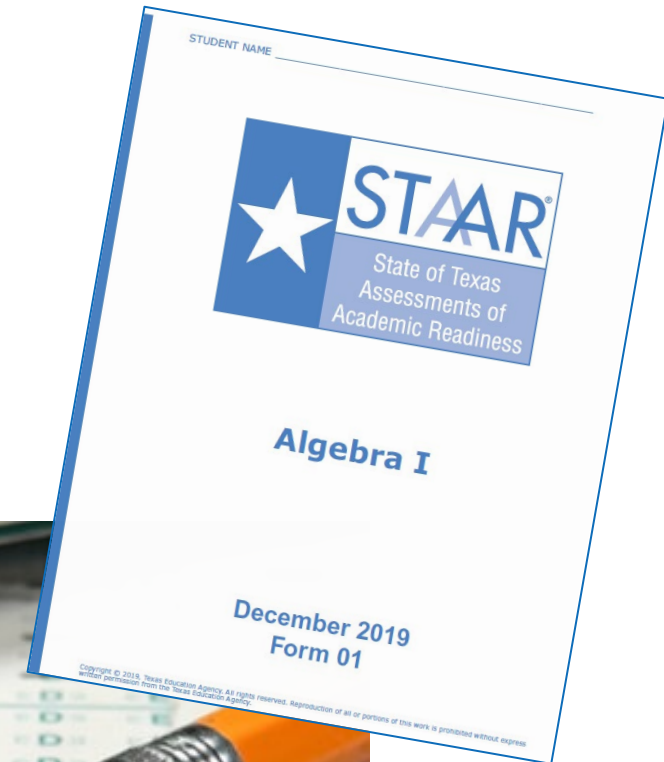 STUDENT NAME
STAAR®
State of Texas
Assessments of
Academic Readiness
Algebra I
December 2019
Form 01
Copyright © 2019, Texas Education Agency. All rights reserved. Reproduction of all or portions of this work is prohibited without express
written permission from the Texas Education Agency.